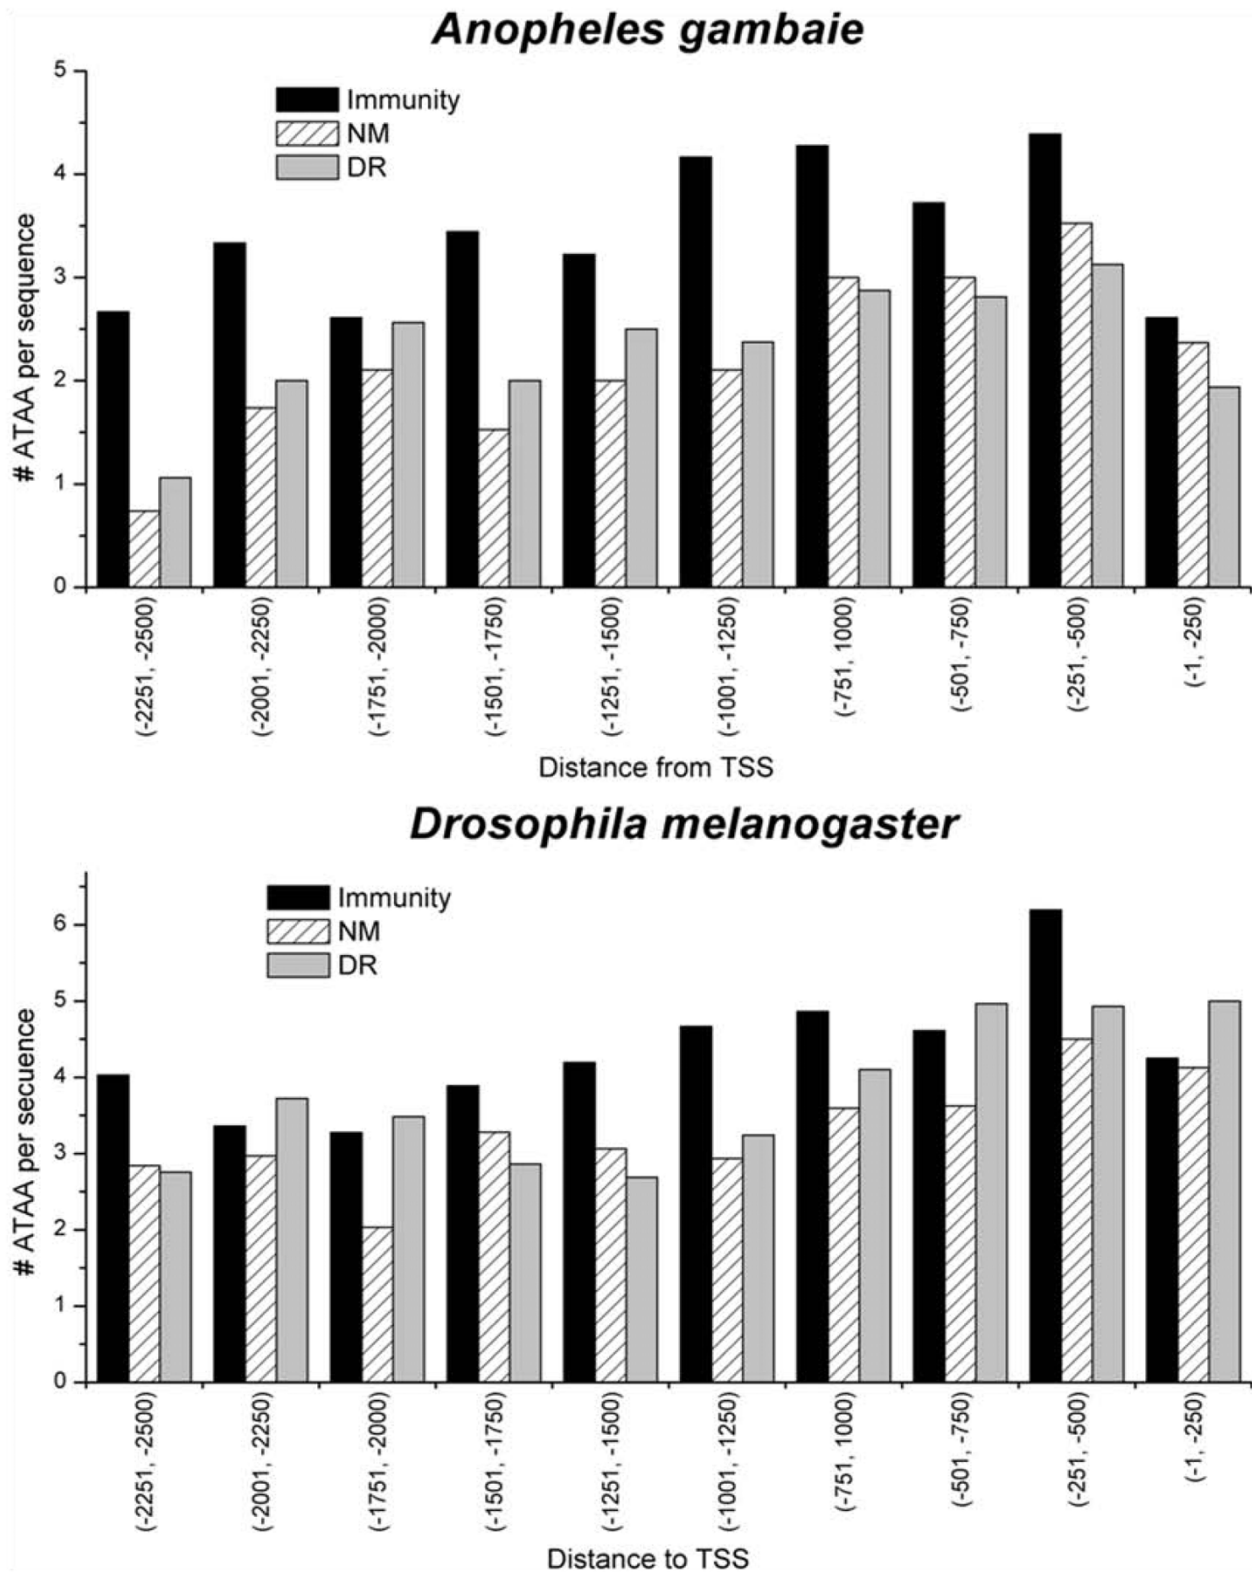 Anopheles gambaie
5
4
3
2
1
0
# ATAA per sequence
Immunity
NM
DR
(-2251, -2500)
(-2001, -2250)
(-1751, -2000)
(-1501, -1750)
(-1251, -1500)
(-1001, -1250)
(-751, 1000)
(-501, -750)
(-251, -500)
(-1, -250)
Distance from TSS
Drosophila melanogaster
6
5
4
3
2
1
0
# ATAA per secuence
Immunity
NM
DR
(-2251, -2500)
(-2001, -2250)
(-1751, -2000)
(-1501, -1750)
(-1251, -1500)
(-1001, -1250)
(-751, 1000)
(-501, -750)
(-251, -500)
(-1, -250)
Distance to TSS